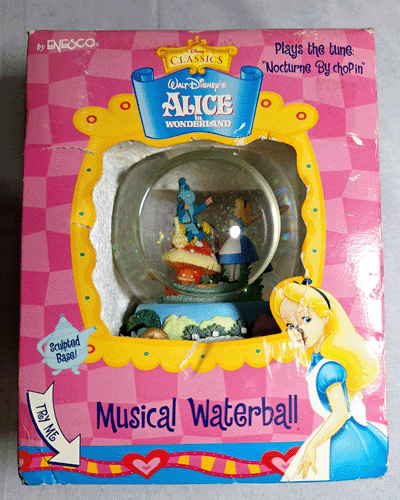 by ENESCO®
Plays the tune:
"Nocturne By chopin"
Disney
CLASSICS
WALT DISNEY'S
ALICE
in
WONDERLAND
Sculpted
Base!
TRY ME
Musical Waterball